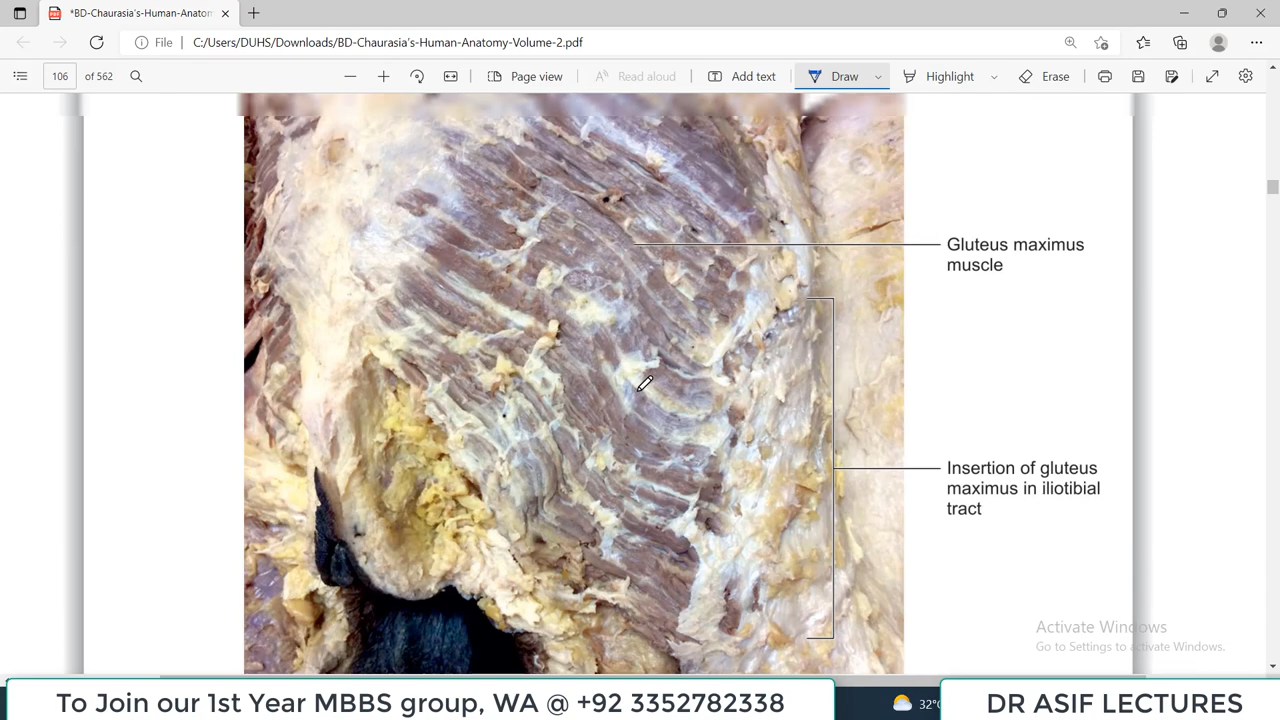 *BD-Chaurasia's-Human-Anatom
File C:/Users/DUHS/Downloads/BD-Chaurasia's-Human-Anatomy-Volume-2.pdf
106 of 562 Page view Read aloud Add text Draw Highlight Erase
Gluteus maximus
muscle
Insertion of gluteus
maximus in iliotibial
tract
Activate Windows
Go to Settings to Activate Windows.
To Join our 1st Year MBBS group, WA @ +92 3352782338
32°
DR ASIF LECTURES